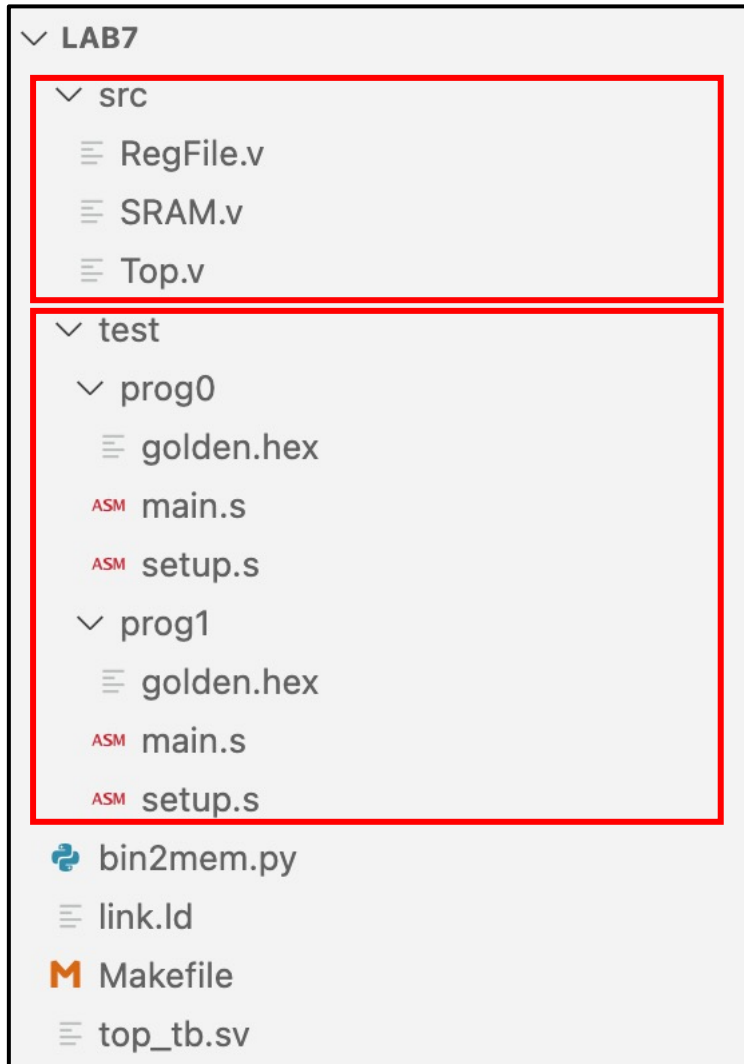 LAB7
src
RegFile.v
SRAM.v
Top.v
test
prog0
golden.hex
ASM main.s
ASM setup.s
prog1
golden.hex
ASM main.s
ASM setup.s
bin2mem.py
link.ld
M Makefile
top_tb.sv